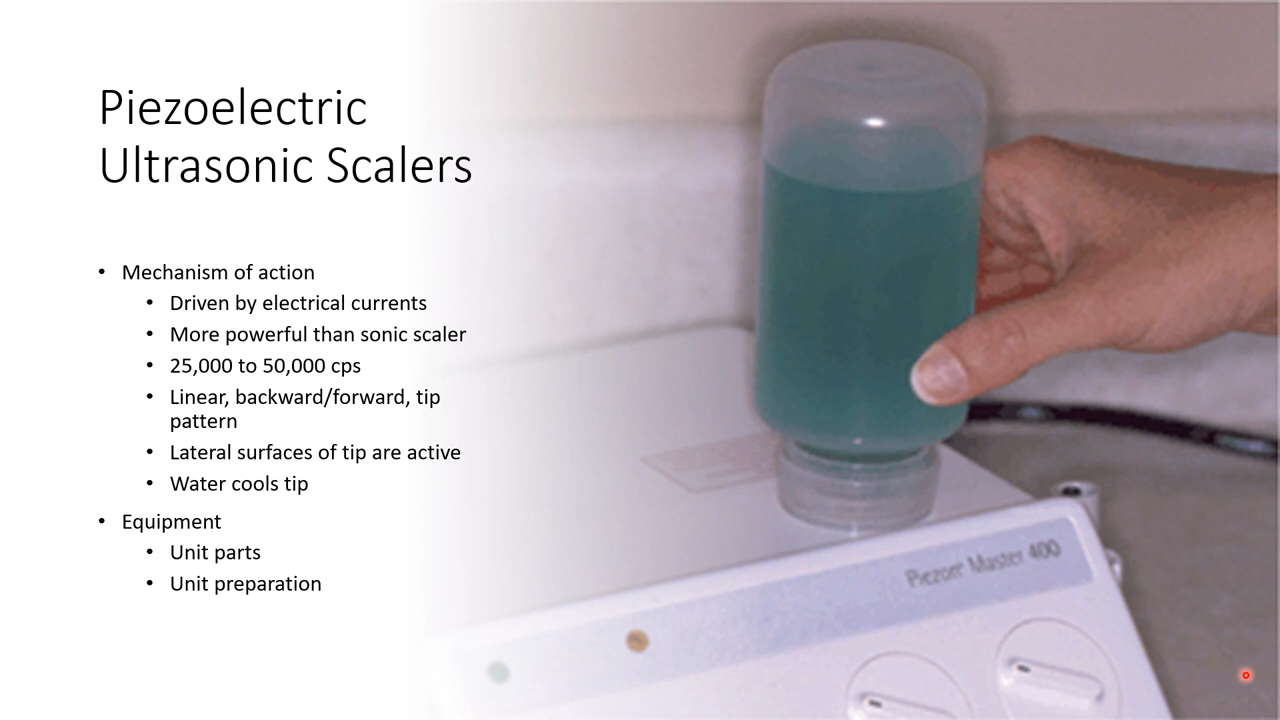 Piezoelectric
Ultrasonic Scalers
• Mechanism of action
• Driven by electrical currents
• More powerful than sonic scaler
• 25,000 to 50,000 cps
• Linear, backward/forward, tip
pattern
• Lateral surfaces of tip are active
• Water cools tip
• Equipment
• Unit parts
• Unit preparation
Master 400